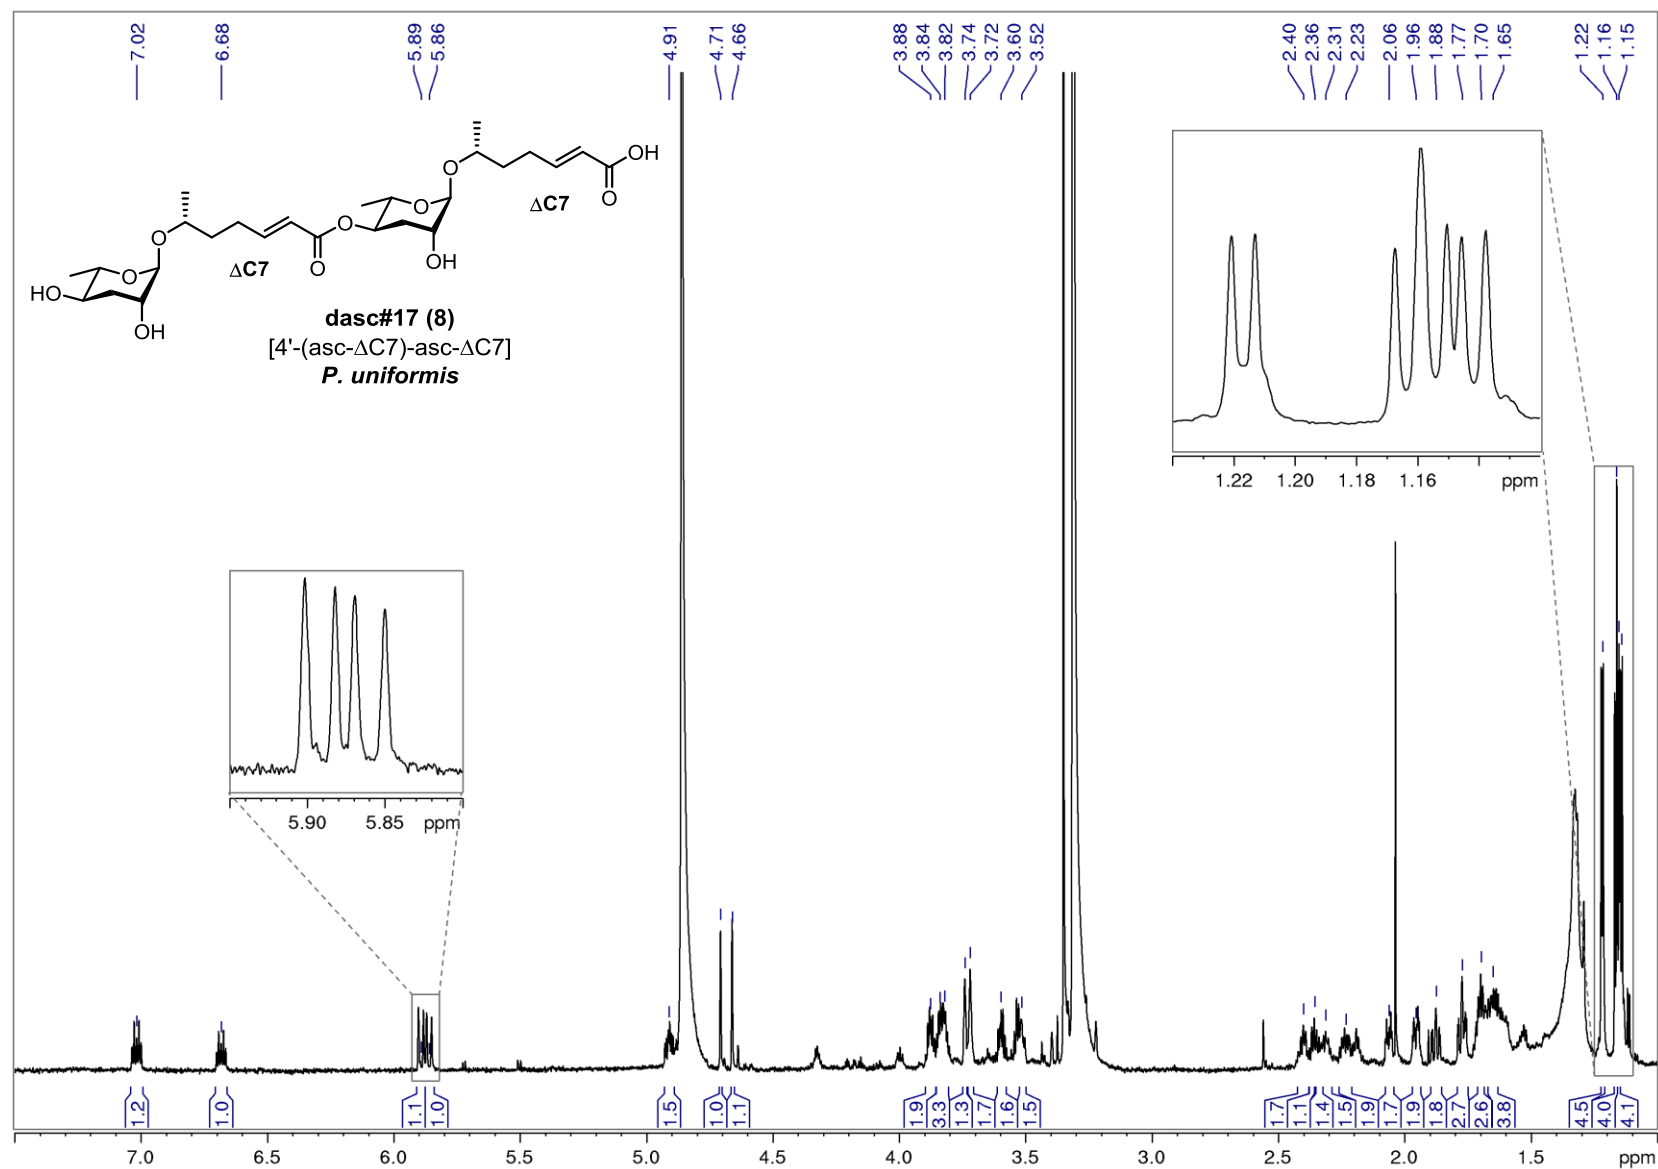 7.02 6.68 5.89 5.86 4.91 4.71 4.66 3.88 3.84 3.82 3.74 3.72 3.60 3.52 2.40 2.36 2.31 2.23 2.06 1.96 1.88 1.77 1.70 1.65 1.22 1.16 1.15
O OH
O
ΔC7
O
O
OH
O
O
ΔC7
O
HO
OH
dasc#17 (8)
[4'-(asc-ΔC7)-asc-ΔC7]
P. uniformis
1.22 1.20 1.18 1.16 ppm
5.90 5.85 ppm
1.2 1.0 1.1 1.0 1.5 1.0 1.1 1.9 3.3 1.3 1.7 1.6 1.5 1.7 1.1 1.4 1.5 1.9 1.7 1.9 1.8 2.7 2.6 3.8 4.5 4.0 4.1
7.0 6.5 6.0 5.5 5.0 4.5 4.0 3.5 3.0 2.5 2.0 1.5 ppm